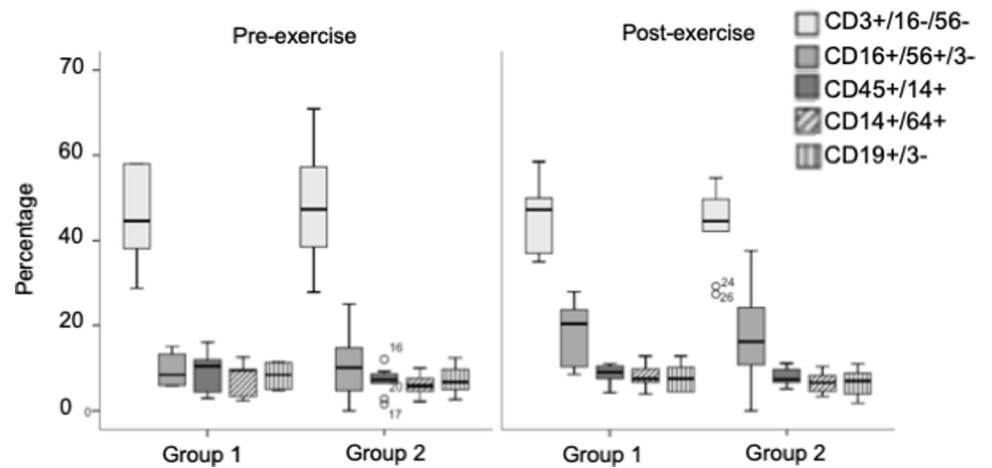 Pre-exercise
Post-exercise
CD3+/16-/56-
CD16+/56+/3-
CD45+/14+
CD14+/64+
CD19+/3-
Percentage
70
60
40
20
0
0
16
20
17
24
26
Group 1
Group 2
Group 1
Group 2